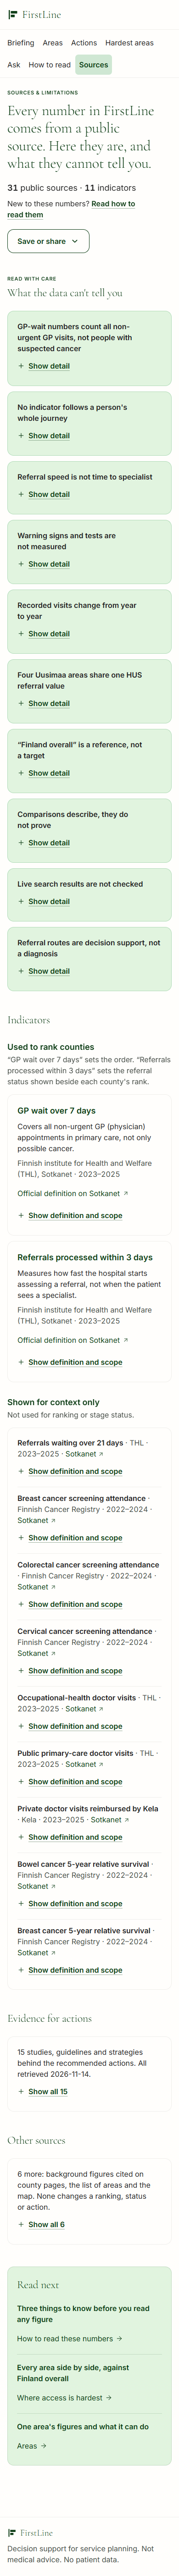 FirstLine
Briefing Areas Actions Hardest areas
Ask How to read Sources
SOURCES & LIMITATIONS
Every number in FirstLine
comes from a public
source. Here they are, and
what they cannot tell you.
31 public sources · 11 indicators
New to these numbers? Read how to
read them
Save or share
READ WITH CARE
What the data can't tell you
GP-wait numbers count all non-
urgent GP visits, not people with
suspected cancer
+ Show detail
No indicator follows a person's
whole journey
+ Show detail
Referral speed is not time to specialist
+ Show detail
Warning signs and tests are
not measured
+ Show detail
Recorded visits change from year
to year
+ Show detail
Four Uusimaa areas share one HUS
referral value
+ Show detail
“Finland overall” is a reference, not
a target
+ Show detail
Comparisons describe, they do
not prove
+ Show detail
Live search results are not checked
+ Show detail
Referral routes are decision support, not
a diagnosis
+ Show detail
Indicators
Used to rank counties
“GP wait over 7 days” sets the order. “Referrals
processed within 3 days” sets the referral
status shown beside each county's rank.
GP wait over 7 days
Covers all non-urgent GP (physician)
appointments in primary care, not only
possible cancer.
Finnish institute for Health and Welfare
(THL), Sotkanet · 2023–2025
Official definition on Sotkanet ↗
+ Show definition and scope
Referrals processed within 3 days
Measures how fast the hospital starts
assessing a referral, not when the patient
sees a specialist.
Finnish institute for Health and Welfare
(THL), Sotkanet · 2023–2025
Official definition on Sotkanet ↗
+ Show definition and scope
Shown for context only
Not used for ranking or stage status.
Referrals waiting over 21 days · THL ·
2023–2025 · Sotkanet ↗
+ Show definition and scope
Breast cancer screening attendance ·
Finnish Cancer Registry · 2022–2024 ·
Sotkanet ↗
+ Show definition and scope
Colorectal cancer screening attendance
· Finnish Cancer Registry · 2022–2024 ·
Sotkanet ↗
+ Show definition and scope
Cervical cancer screening attendance ·
Finnish Cancer Registry · 2022–2024 ·
Sotkanet ↗
+ Show definition and scope
Occupational-health doctor visits · THL ·
2023–2025 · Sotkanet ↗
+ Show definition and scope
Public primary-care doctor visits · THL ·
2023–2025 · Sotkanet ↗
+ Show definition and scope
Private doctor visits reimbursed by Kela
· Kela · 2023–2025 · Sotkanet ↗
+ Show definition and scope
Bowel cancer 5-year relative survival ·
Finnish Cancer Registry · 2022–2024 ·
Sotkanet ↗
+ Show definition and scope
Breast cancer 5-year relative survival ·
Finnish Cancer Registry · 2022–2024 ·
Sotkanet ↗
+ Show definition and scope
Evidence for actions
15 studies, guidelines and strategies
behind the recommended actions. All
retrieved 2026-11-14.
+ Show all 15
Other sources
6 more: background figures cited on
county pages, the list of areas and the
map. None changes a ranking, status
or action.
+ Show all 6
Read next
Three things to know before you read
any figure
How to read these numbers →
Every area side by side, against
Finland overall
Where access is hardest →
One area's figures and what it can do
Areas →
FirstLine
Decision support for service planning. Not
medical advice. No patient data.